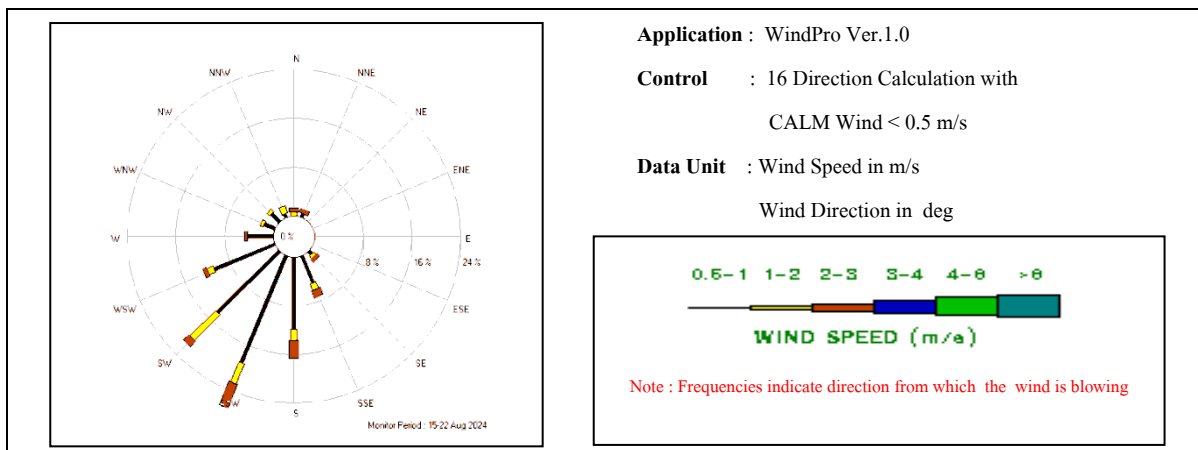 N
NNW
NNE
NW
NE
WNW
ENE
W
0 %
E
8 %
16 %
24 %
WSW
ESE
SW
SE
SSW
SSE
S
Monitor Period : 15-22 Aug 2024
Application : WindPro Ver.1.0
Control : 16 Direction Calculation with
CALM Wind < 0.5 m/s
Data Unit : Wind Speed in m/s
Wind Direction in deg
0.5-1 1-2 2-3 3-4 4-6 >6
WIND SPEED (m/s)
Note : Frequencies indicate direction from which the wind is blowing